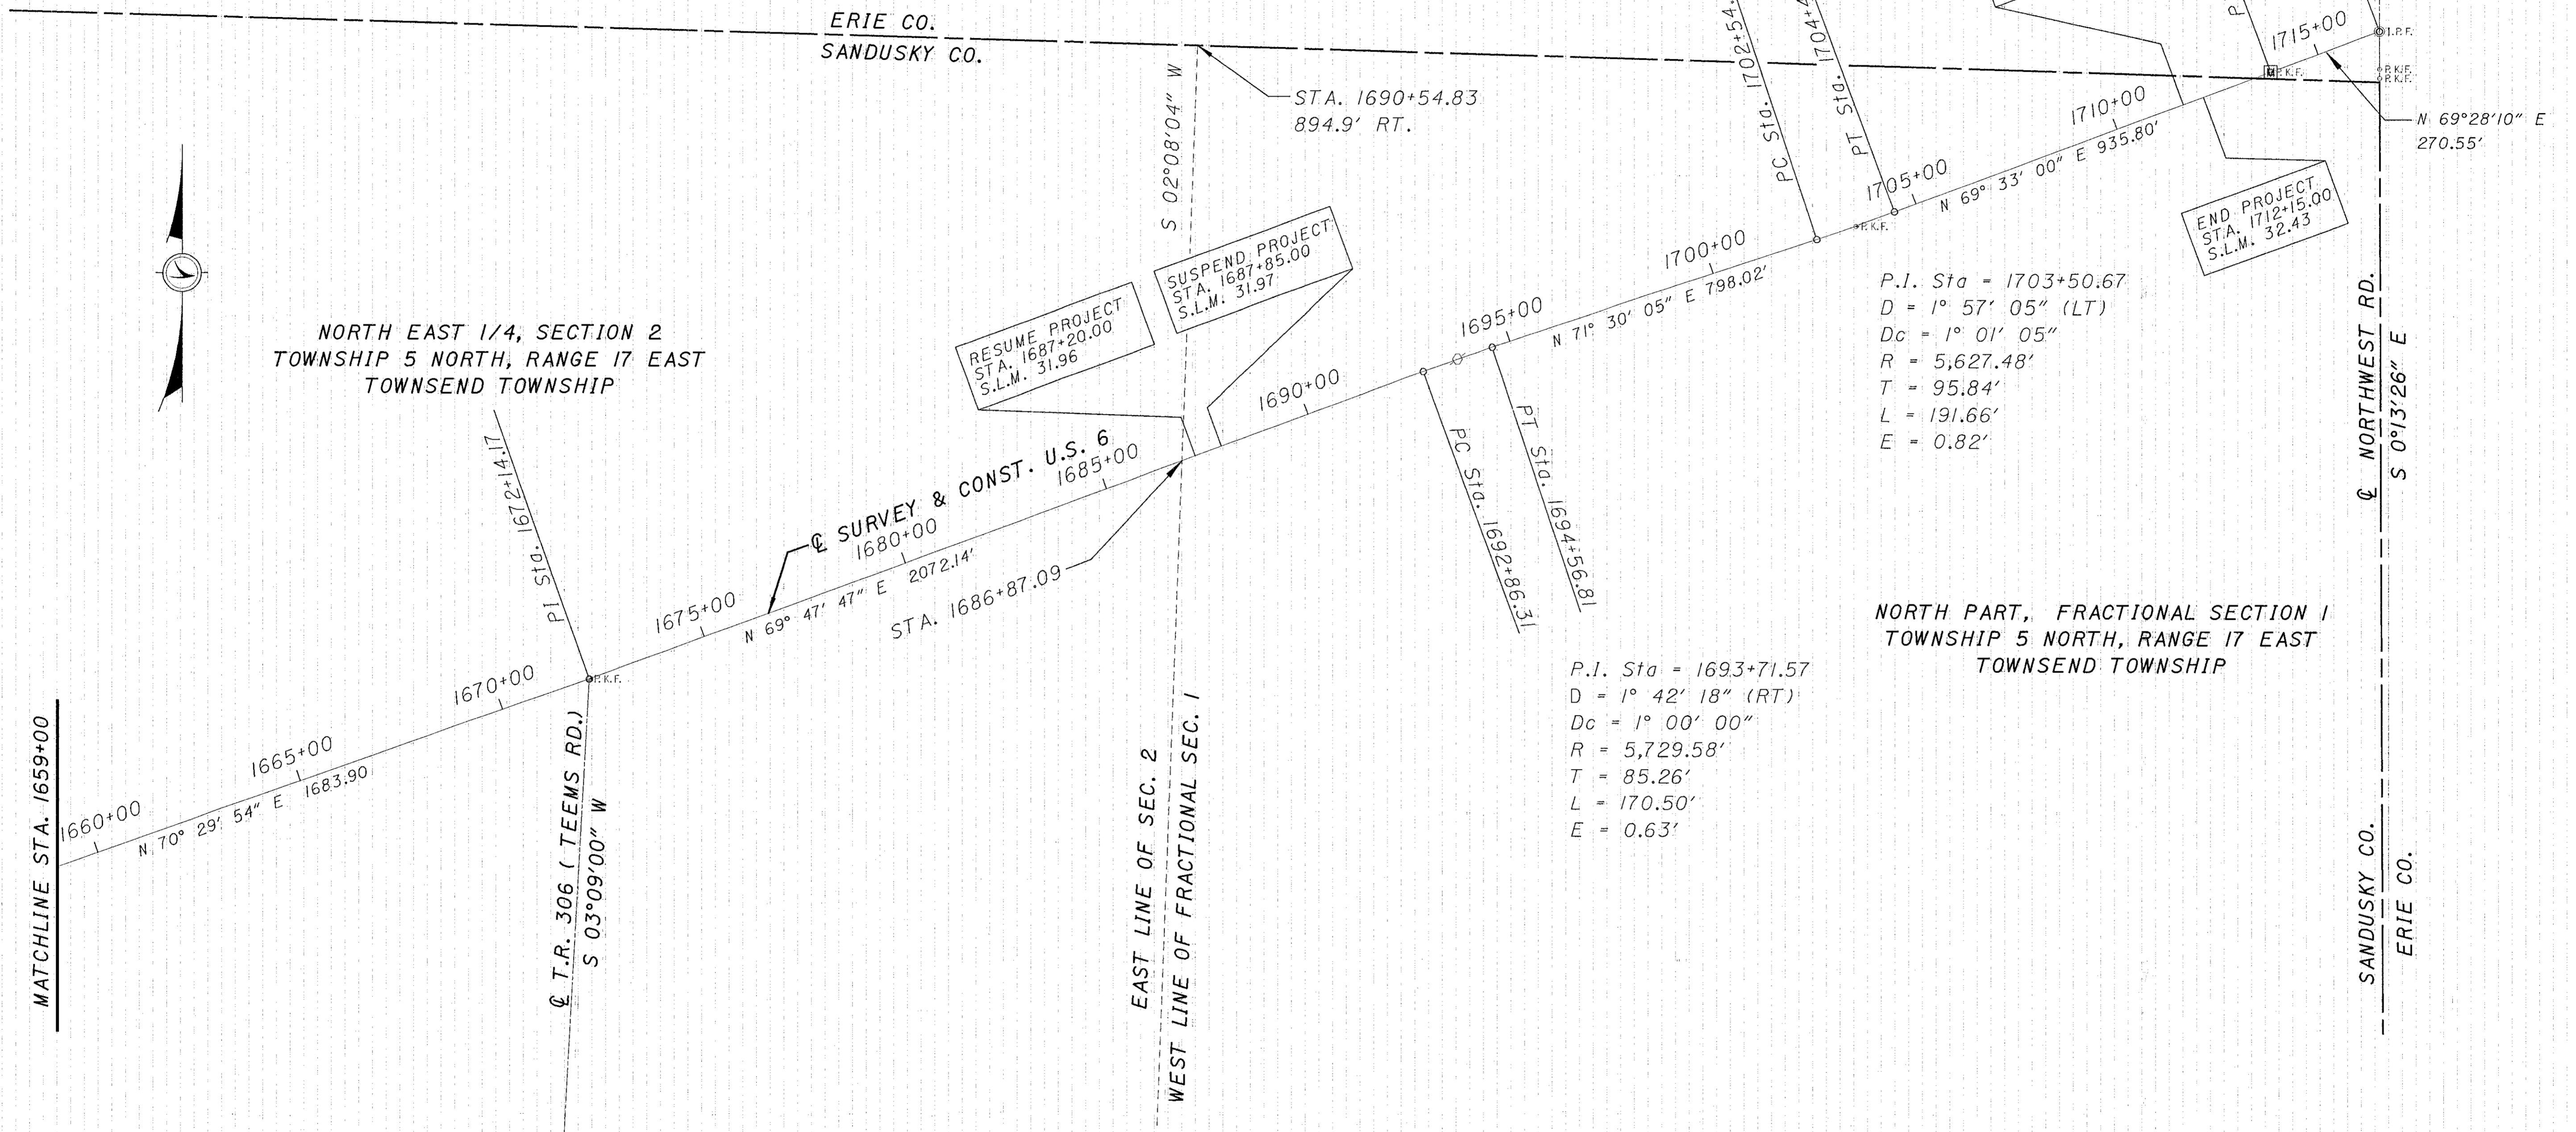 ERIE CO.
SANDUSKY CO.
STA. 1690+54.83
894.9' RT.
S 02°08'04" W
PC Sta. 1702+54.
PT Sta. 1704+4
P
1715+00
I.P.F.
P.K.F.
P.K.F.
P.K.F.
N 69°28'10" E
270.55'
1710+00
N 69° 33' 00" E 935.80'
1705+00
P.K.F.
END PROJECT
STA. 1712+15.00
S.L.M. 32.43
1700+00
N 71° 30' 05" E 798.02'
1695+00
P.I. Sta = 1703+50.67
D = 1° 57' 05" (LT)
Dc = 1° 01' 05"
R = 5,627.48'
T = 95.84'
L = 191.66'
E = 0.82'
℄ NORTHWEST RD.
S 0°13'26" E
SUSPEND PROJECT
STA. 1687+85.00
S.L.M. 31.97
RESUME PROJECT
STA. 1687+20.00
S.L.M. 31.96
NORTH EAST 1/4, SECTION 2
TOWNSHIP 5 NORTH, RANGE 17 EAST
TOWNSEND TOWNSHIP
PI Sta. 1672+14.17
1690+00
℄ SURVEY & CONST. U.S. 6
1685+00
1680+00
N 69° 47' 47" E 2072.14'
STA. 1686+87.09
1675+00
P.K.F.
1670+00
1665+00
N 70° 29' 54" E 1683.90
1660+00
MATCHLINE STA. 1659+00
℄ T.R. 306 ( TEEMS RD.)
S 03°09'00" W
EAST LINE OF SEC. 2
WEST LINE OF FRACTIONAL SEC. 1
PC Sta. 1692+86.31
PT Sta. 1694+56.81
P.I. Sta = 1693+71.57
D = 1° 42' 18" (RT)
Dc = 1° 00' 00"
R = 5,729.58'
T = 85.26'
L = 170.50'
E = 0.63'
NORTH PART, FRACTIONAL SECTION 1
TOWNSHIP 5 NORTH, RANGE 17 EAST
TOWNSEND TOWNSHIP
SANDUSKY CO.
ERIE CO.